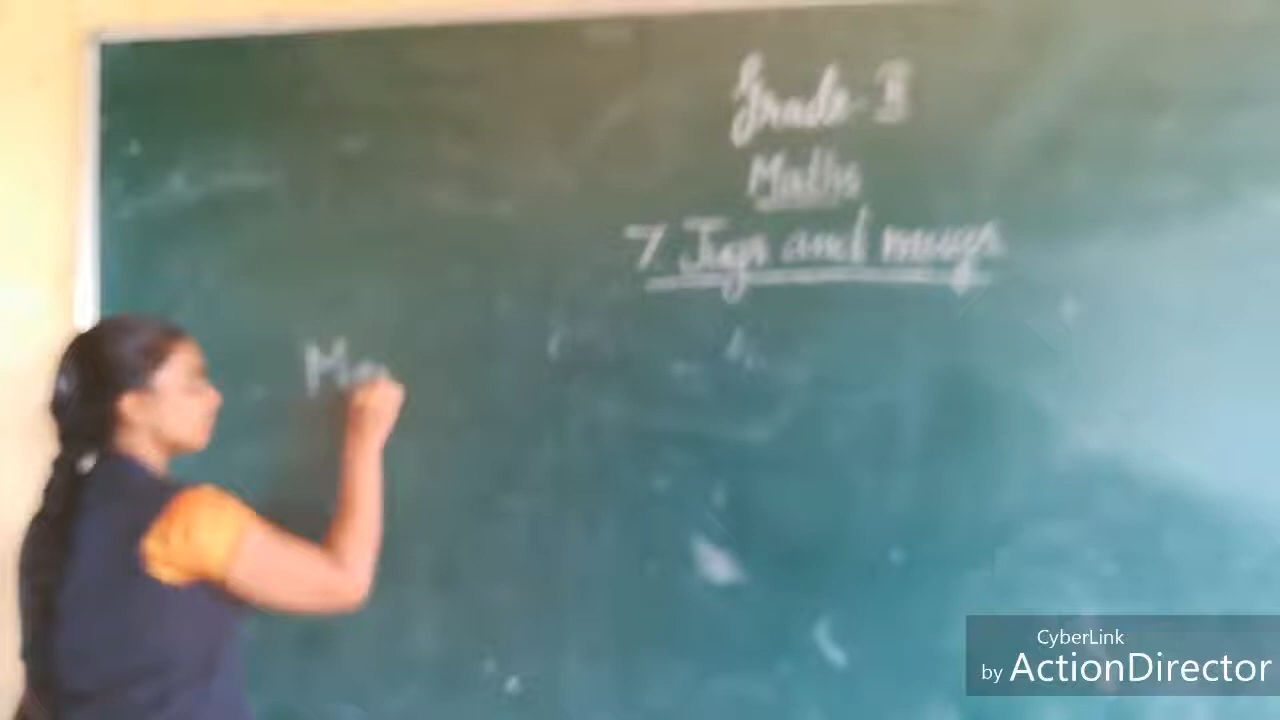 Grade-3
Maths
7. Jugs and mugs
CyberLink
by ActionDirector